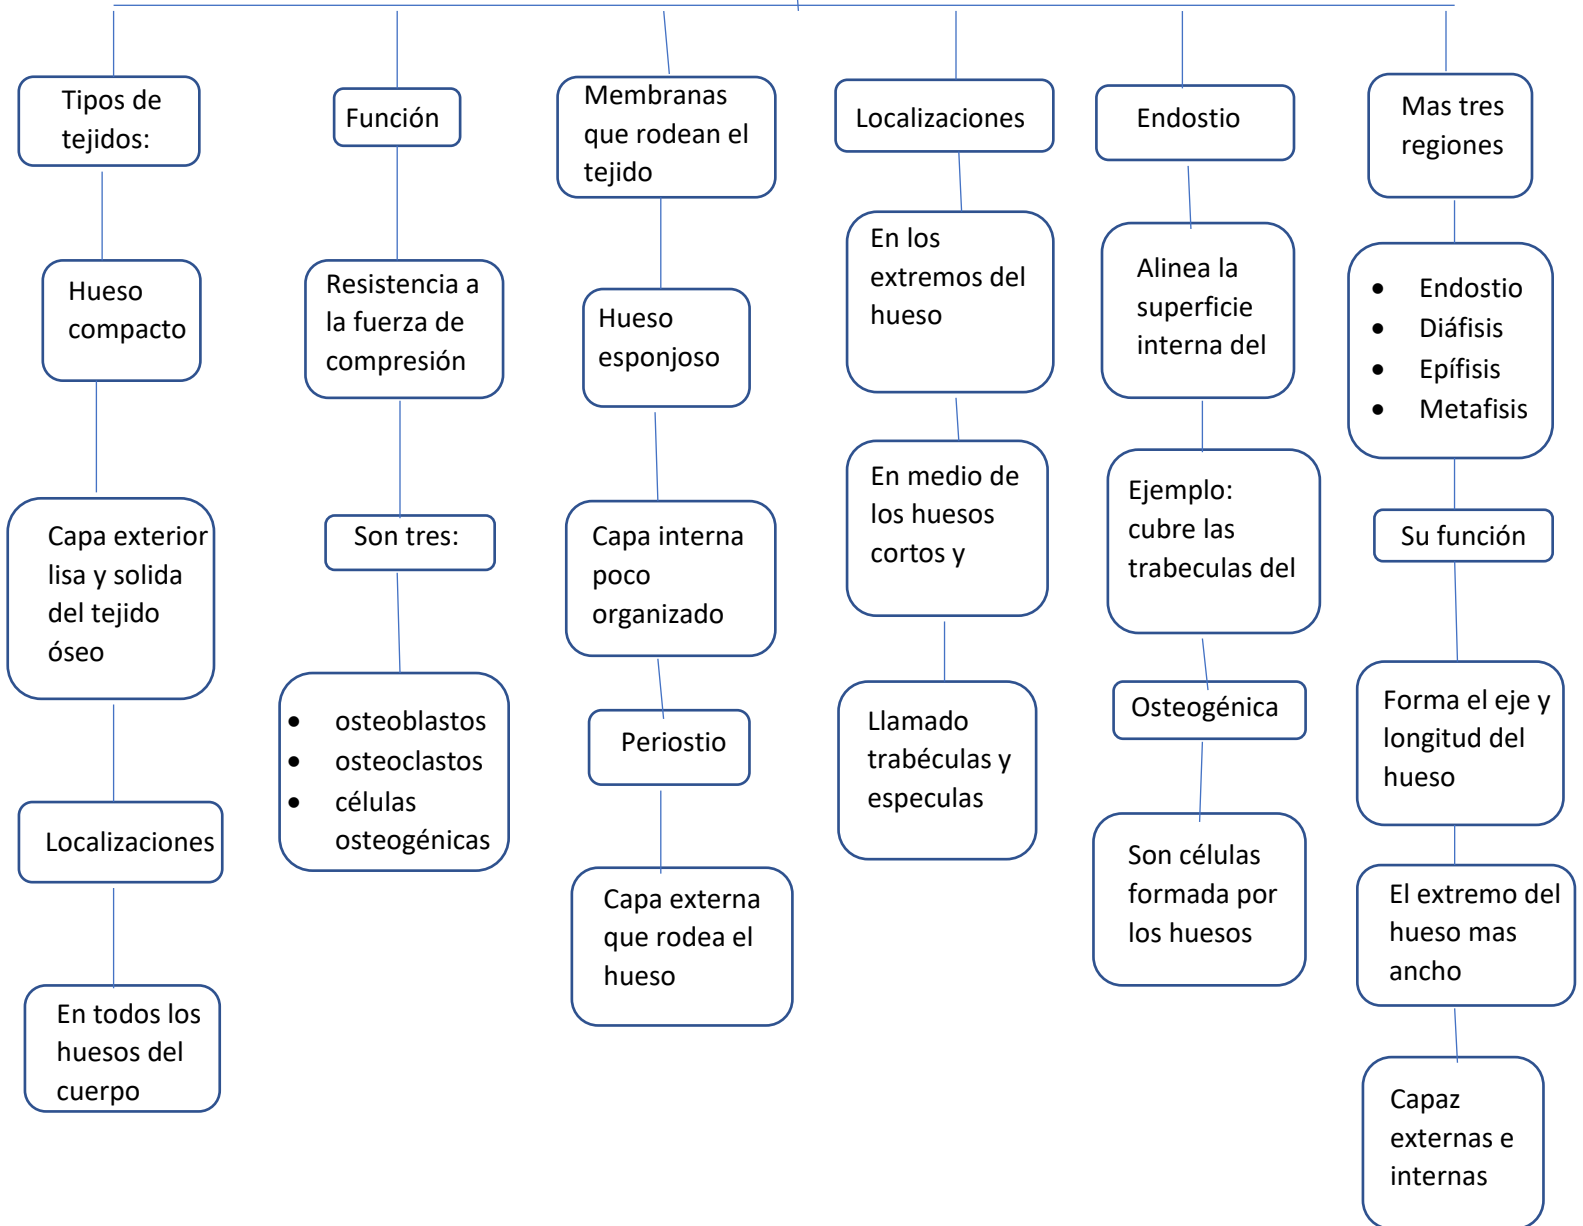 Tipos de
tejidos:
Hueso
compacto
Capa exterior
lisa y solida
del tejido
óseo
Localizaciones
En todos los
huesos del
cuerpo
Función
Resistencia a
la fuerza de
compresión
Son tres:
• osteoblastos
• osteoclastos
• células
osteogénicas
Membranas
que rodean el
tejido
Hueso
esponjoso
Capa interna
poco
organizado
Periostio
Capa externa
que rodea el
hueso
Localizaciones
En los
extremos del
hueso
En medio de
los huesos
cortos y
Llamado
trabéculas y
especulas
Endostio
Alinea la
superficie
interna del
Ejemplo:
cubre las
trabeculas del
Osteogénica
Son células
formada por
los huesos
Mas tres
regiones
• Endostio
• Diáfisis
• Epífisis
• Metafisis
Su función
Forma el eje y
longitud del
hueso
El extremo del
hueso mas
ancho
Capaz
externas e
internas